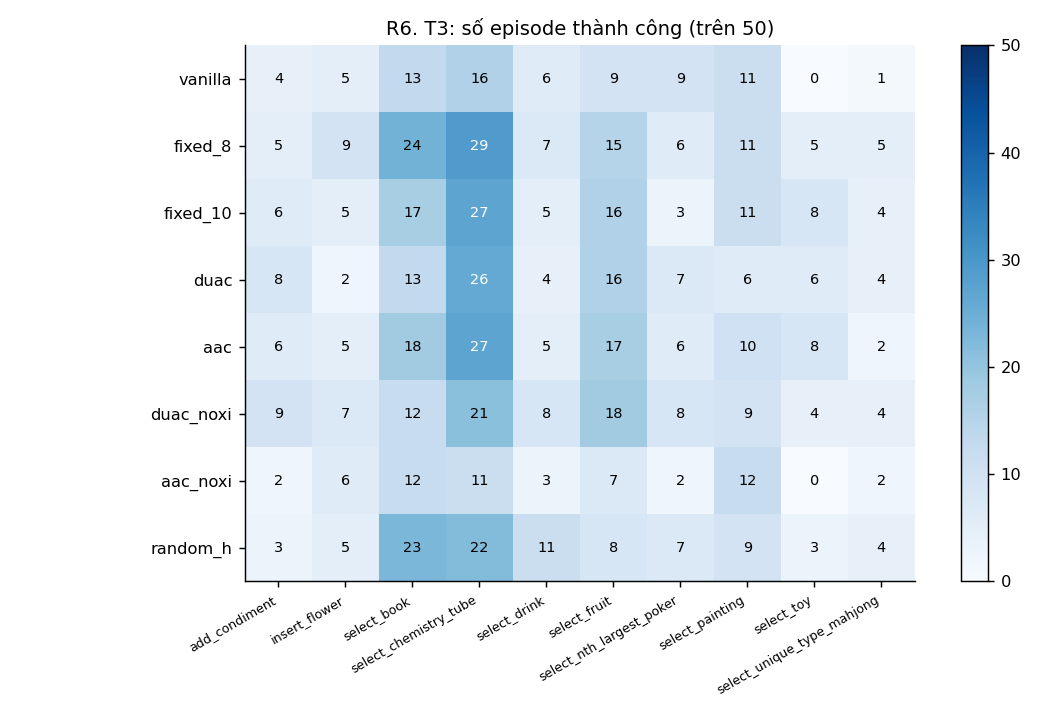 R6. T3: số episode thành công (trên 50)
vanilla 4 5 13 16 6 9 9 11 0 1
fixed_8 5 9 24 29 7 15 6 11 5 5
fixed_10 6 5 17 27 5 16 3 11 8 4
duac 8 2 13 26 4 16 7 6 6 4
aac 6 5 18 27 5 17 6 10 8 2
duac_noxi 9 7 12 21 8 18 8 9 4 4
aac_noxi 2 6 12 11 3 7 2 12 0 2
random_h 3 5 23 22 11 8 7 9 3 4
add_condiment
insert_flower
select_book
select_chemistry_tube
select_drink
select_fruit
select_nth_largest_poker
select_painting
select_toy
select_unique_type_mahjong
50
40
30
20
10
0